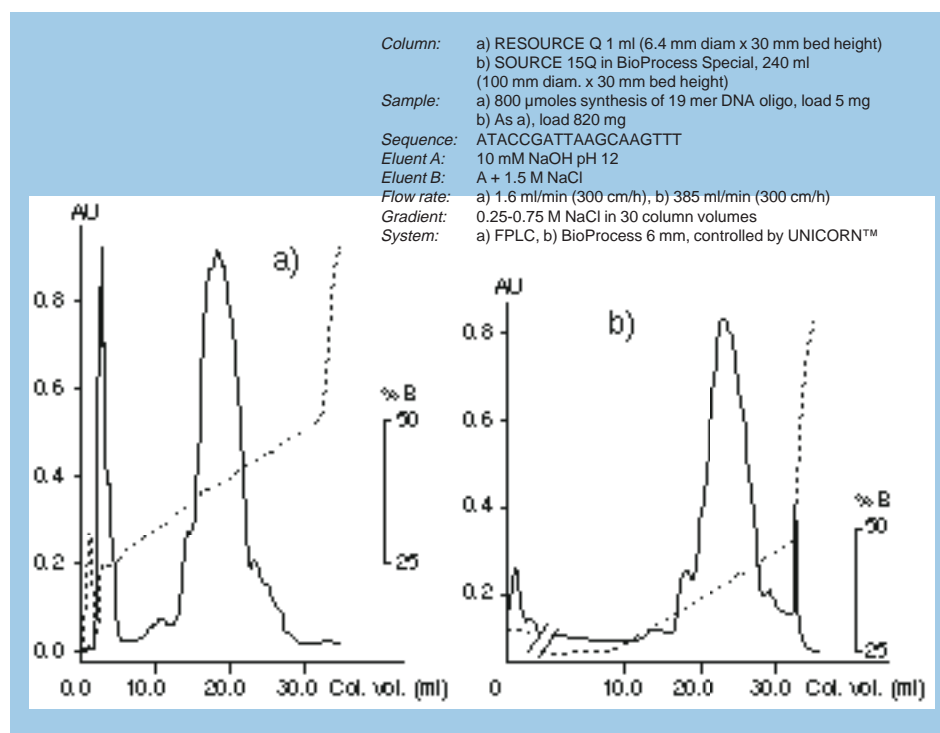 Column: a) RESOURCE Q 1 ml (6.4 mm diam x 30 mm bed height)
b) SOURCE 15Q in BioProcess Special, 240 ml
(100 mm diam. x 30 mm bed height)
Sample: a) 800 µmoles synthesis of 19 mer DNA oligo, load 5 mg
b) As a), load 820 mg
Sequence: ATACCGATTAAGCAAGTTT
Eluent A: 10 mM NaOH pH 12
Eluent B: A + 1.5 M NaCl
Flow rate: a) 1.6 ml/min (300 cm/h), b) 385 ml/min (300 cm/h)
Gradient: 0.25-0.75 M NaCl in 30 column volumes
System: a) FPLC, b) BioProcess 6 mm, controlled by UNICORN™
AU
a)
0.8
0.6
0.4
0.2
0.0
% B
50
25
0.0 10.0 20.0 30.0 Col. vol. (ml)
AU
b)
0.8
0.6
0.4
0.2
% B
50
25
0 10.0 20.0 30.0 Col. vol. (ml)